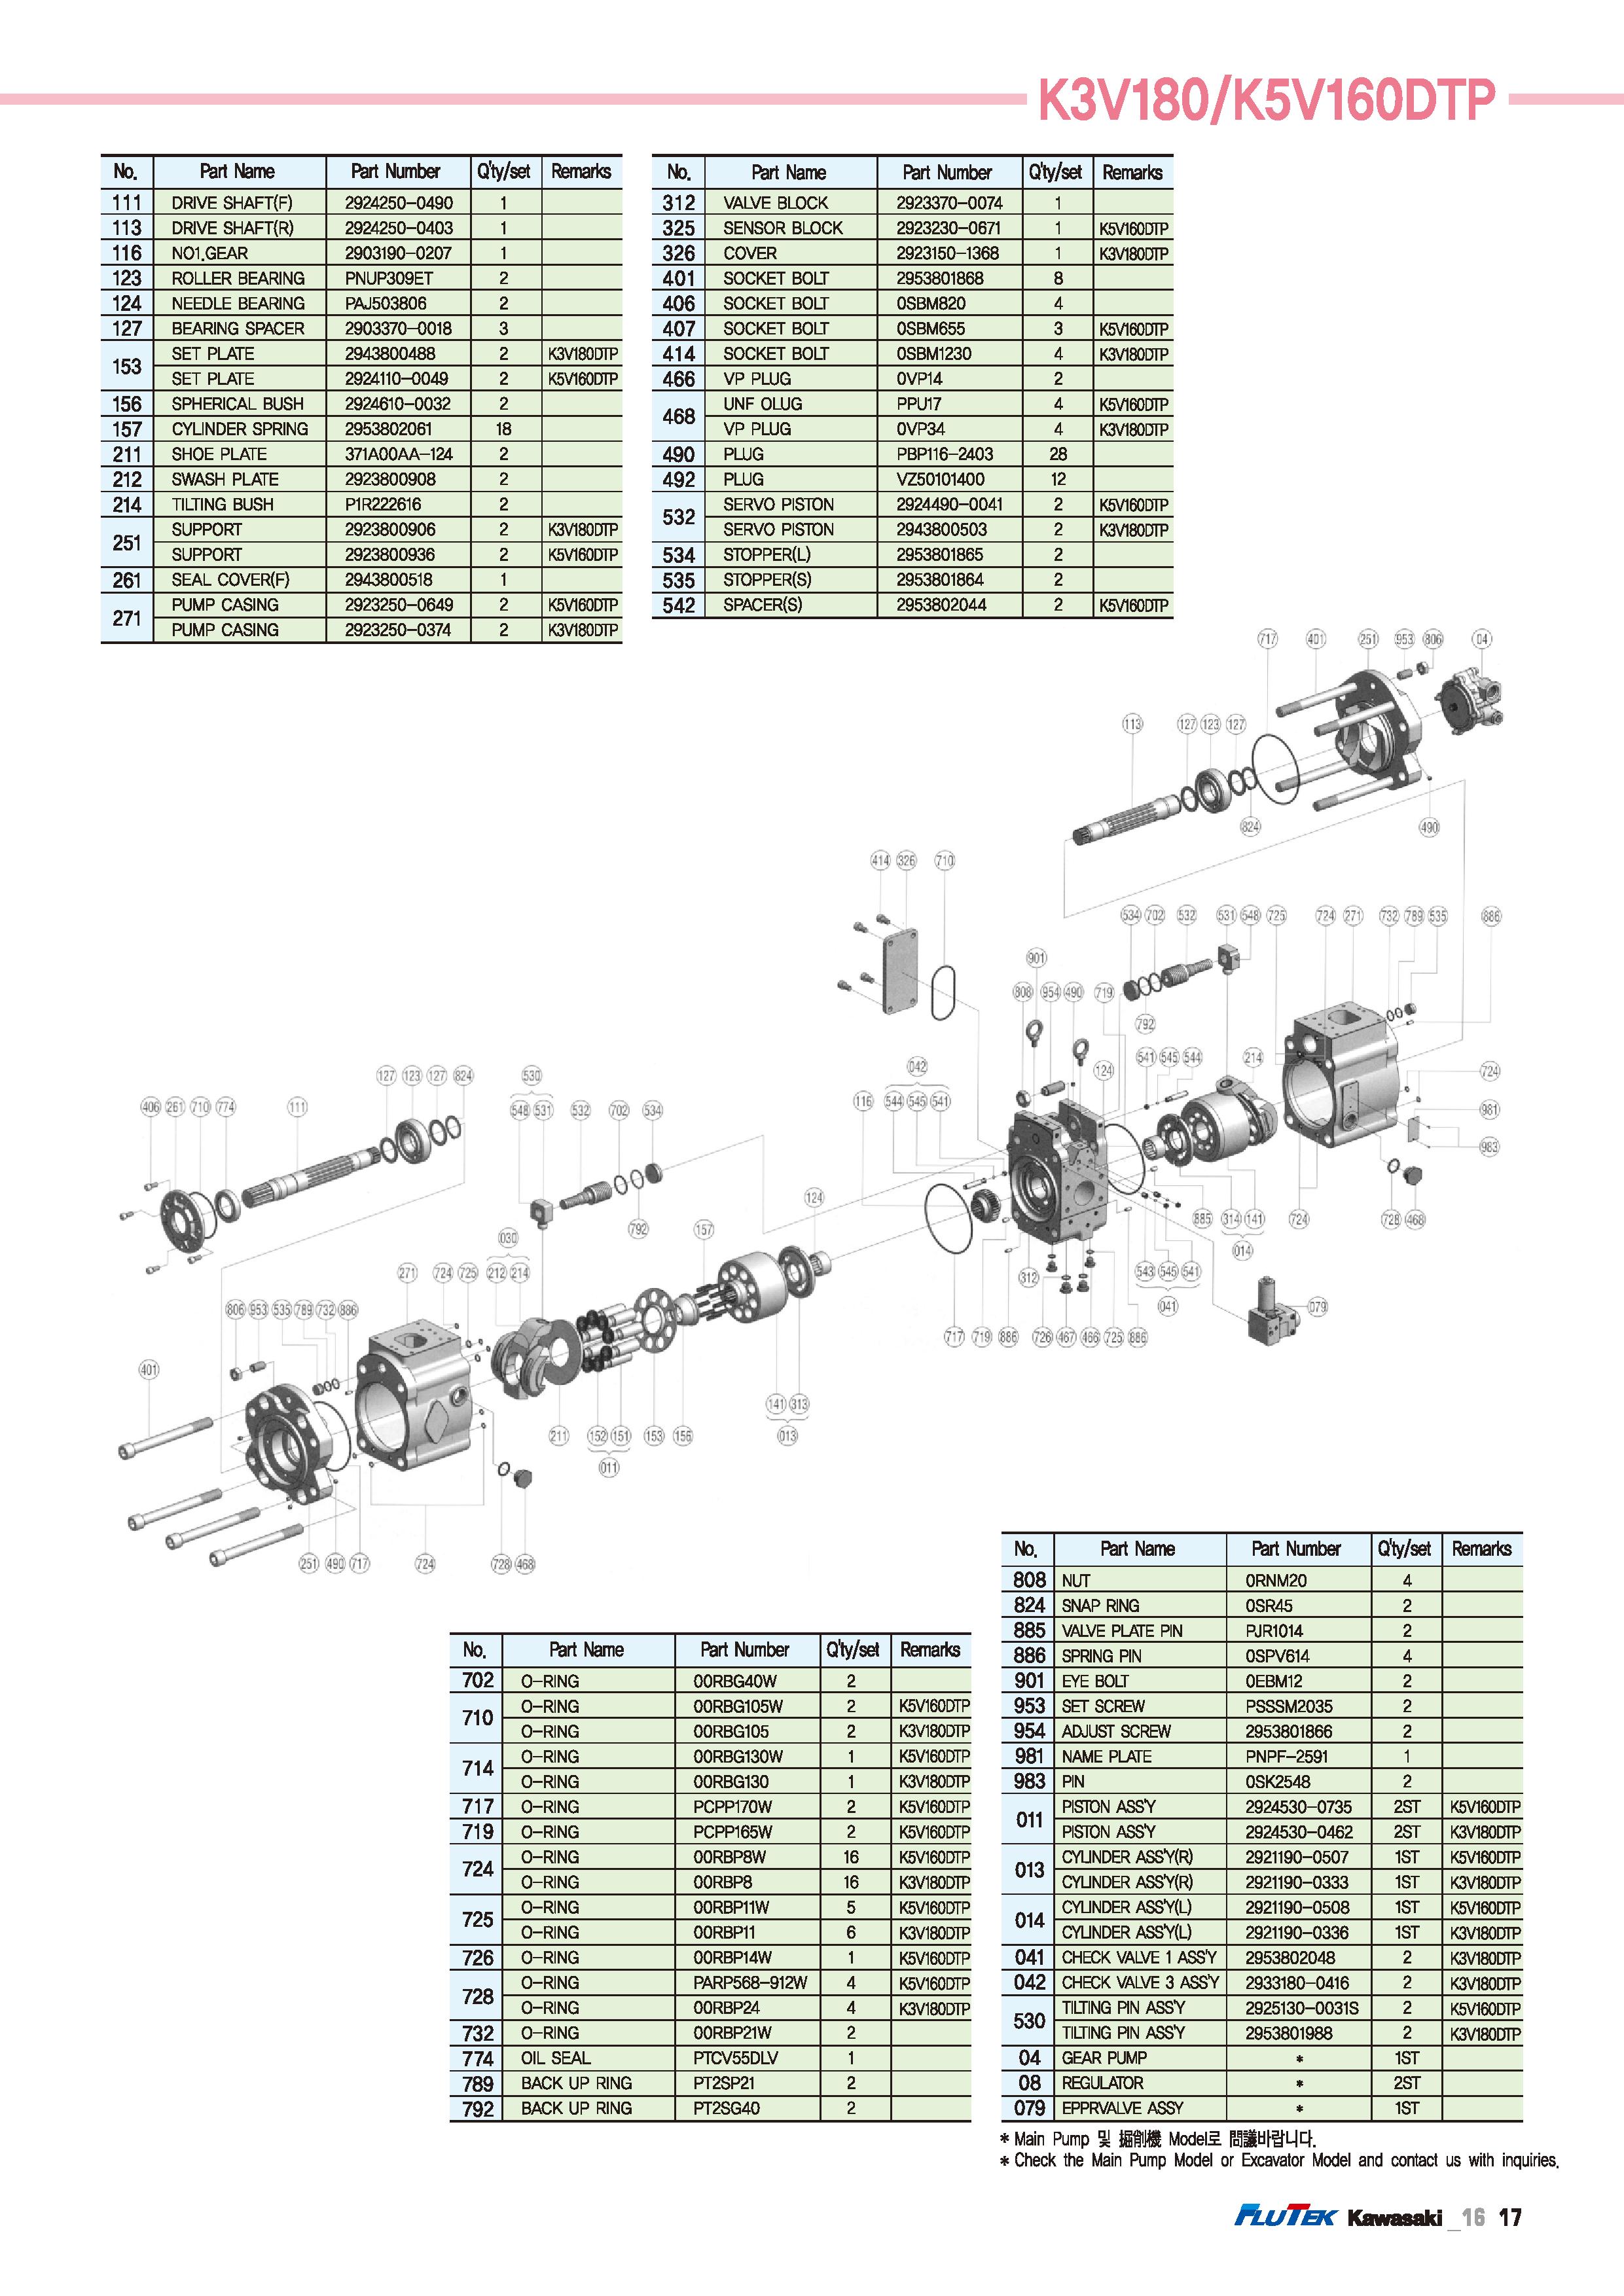 K3V180/K5V160DTP
No. Part Name Part Number Q'ty/set Remarks
111 DRIVE SHAFT(F) 2924250-0490 1
113 DRIVE SHAFT(R) 2924250-0403 1
116 NO1.GEAR 2903190-0207 1
123 ROLLER BEARING PNUP309ET 2
124 NEEDLE BEARING PAJ503806 2
127 BEARING SPACER 2903370-0018 3
153 SET PLATE 2943800488 2 K3V180DTP
SET PLATE 2924110-0049 2 K5V160DTP
156 SPHERICAL BUSH 2924610-0032 2
157 CYLINDER SPRING 2953802061 18
211 SHOE PLATE 371A00AA-124 2
212 SWASH PLATE 2923800908 2
214 TILTING BUSH P1R222616 2
251 SUPPORT 2923800906 2 K3V180DTP
SUPPORT 2923800936 2 K5V160DTP
261 SEAL COVER(F) 2943800518 1
271 PUMP CASING 2923250-0649 2 K5V160DTP
PUMP CASING 2923250-0374 2 K3V180DTP
No. Part Name Part Number Q'ty/set Remarks
312 VALVE BLOCK 2923370-0074 1
325 SENSOR BLOCK 2923230-0671 1 K5V160DTP
326 COVER 2923150-1368 1 K3V180DTP
401 SOCKET BOLT 2953801868 8
406 SOCKET BOLT 0SBM820 4
407 SOCKET BOLT 0SBM655 3 K5V160DTP
414 SOCKET BOLT 0SBM1230 4 K3V180DTP
466 VP PLUG 0VP14 2
468 UNF OLUG PPU17 4 K5V160DTP
VP PLUG 0VP34 4 K3V180DTP
490 PLUG PBP116-2403 28
492 PLUG VZ50101400 12
532 SERVO PISTON 2924490-0041 2 K5V160DTP
SERVO PISTON 2943800503 2 K3V180DTP
534 STOPPER(L) 2953801865 2
535 STOPPER(S) 2953801864 2
542 SPACER(S) 2953802044 2 K5V160DTP
717 401 251 953 806 04
113 127 123 127
824 490
414 326 710
534 702 532 531 548 725 724 271 732 789 535 886
901
808 954 490 719
792
541 545 544 214
042 124 724
127 123 127 824 530
406 261 710 774 111 548 531 532 702 534 116 544 545 541 981
983
124
792 157
030
885 314 141 724 728 468
014
271 724 725 212 214
312 543 545 541
041 079
806 953 535 789 732 886
717 719 886 726 467 466 725 886
401
141 313
013
211 152 151 153 156
011
251 490 717 724 728 468
No. Part Name Part Number Q'ty/set Remarks
702 O-RING 00RBG40W 2
710 O-RING 00RBG105W 2 K5V160DTP
O-RING 00RBG105 2 K3V180DTP
714 O-RING 00RBG130W 1 K5V160DTP
O-RING 00RBG130 1 K3V180DTP
717 O-RING PCPP170W 2 K5V160DTP
719 O-RING PCPP165W 2 K5V160DTP
724 O-RING 00RBP8W 16 K5V160DTP
O-RING 00RBP8 16 K3V180DTP
725 O-RING 00RBP11W 5 K5V160DTP
O-RING 00RBP11 6 K3V180DTP
726 O-RING 00RBP14W 1 K5V160DTP
728 O-RING PARP568-912W 4 K5V160DTP
O-RING 00RBP24 4 K3V180DTP
732 O-RING 00RBP21W 2
774 OIL SEAL PTCV55DLV 1
789 BACK UP RING PT2SP21 2
792 BACK UP RING PT2SG40 2
No. Part Name Part Number Q'ty/set Remarks
808 NUT 0RNM20 4
824 SNAP RING 0SR45 2
885 VALVE PLATE PIN PJR1014 2
886 SPRING PIN 0SPV614 4
901 EYE BOLT 0EBM12 2
953 SET SCREW PSSSM2035 2
954 ADJUST SCREW 2953801866 2
981 NAME PLATE PNPF-2591 1
983 PIN 0SK2548 2
011 PISTON ASS'Y 2924530-0735 2ST K5V160DTP
PISTON ASS'Y 2924530-0462 2ST K3V180DTP
013 CYLINDER ASS'Y(R) 2921190-0507 1ST K5V160DTP
CYLINDER ASS'Y(R) 2921190-0333 1ST K3V180DTP
014 CYLINDER ASS'Y(L) 2921190-0508 1ST K5V160DTP
CYLINDER ASS'Y(L) 2921190-0336 1ST K3V180DTP
041 CHECK VALVE 1 ASS'Y 2953802048 2 K3V180DTP
042 CHECK VALVE 3 ASS'Y 2933180-0416 2 K3V180DTP
530 TILTING PIN ASS'Y 2925130-0031S 2 K5V160DTP
TILTING PIN ASS'Y 2953801988 2 K3V180DTP
04 GEAR PUMP * 1ST
08 REGULATOR * 2ST
079 EPPRVALVE ASSY * 1ST
* Main Pump 및 掘削機 Model로 問議바랍니다.
* Check the Main Pump Model or Excavator Model and contact us with inquiries.
FLUTEK Kawasaki _16 17